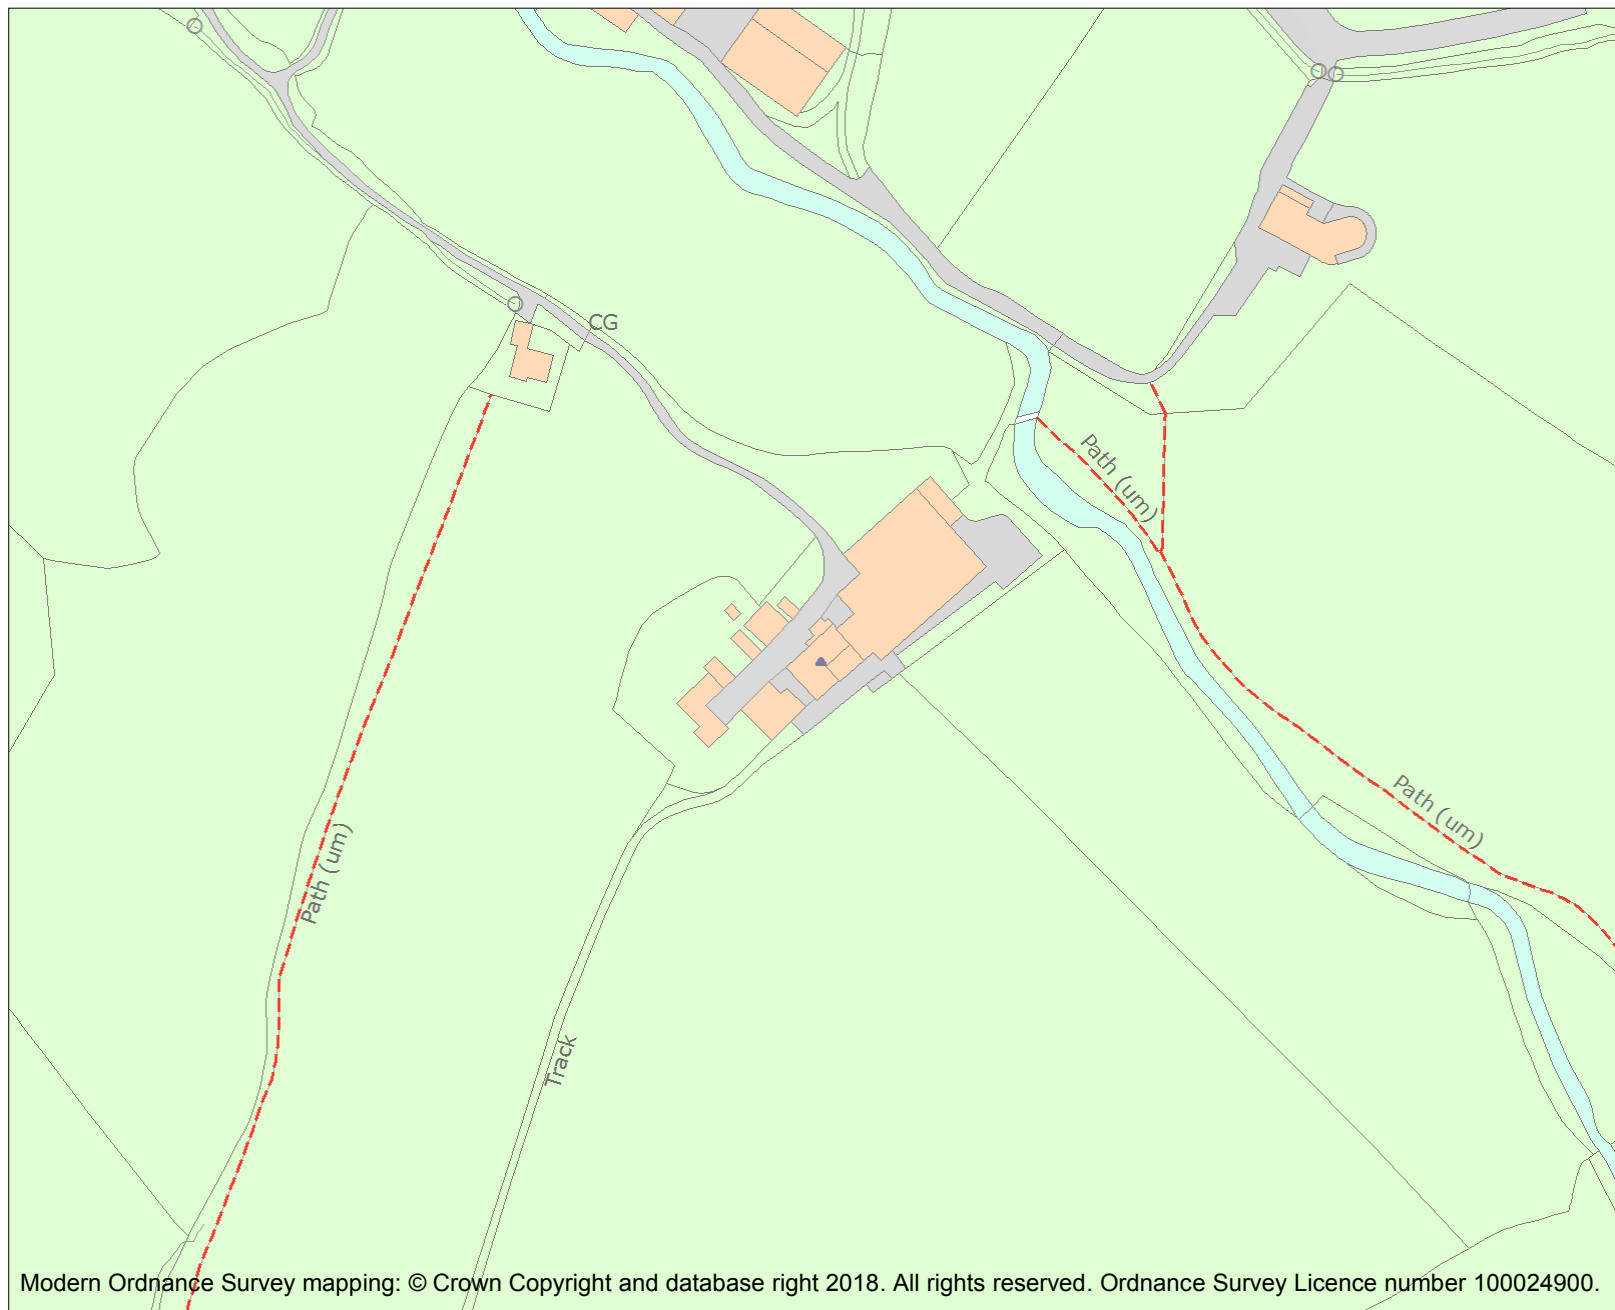 CG
Path (um)
Path (um)
Path (um)
Track
Modern Ordnance Survey mapping: © Crown Copyright and database right 2018. All rights reserved. Ordnance Survey Licence number 100024900.